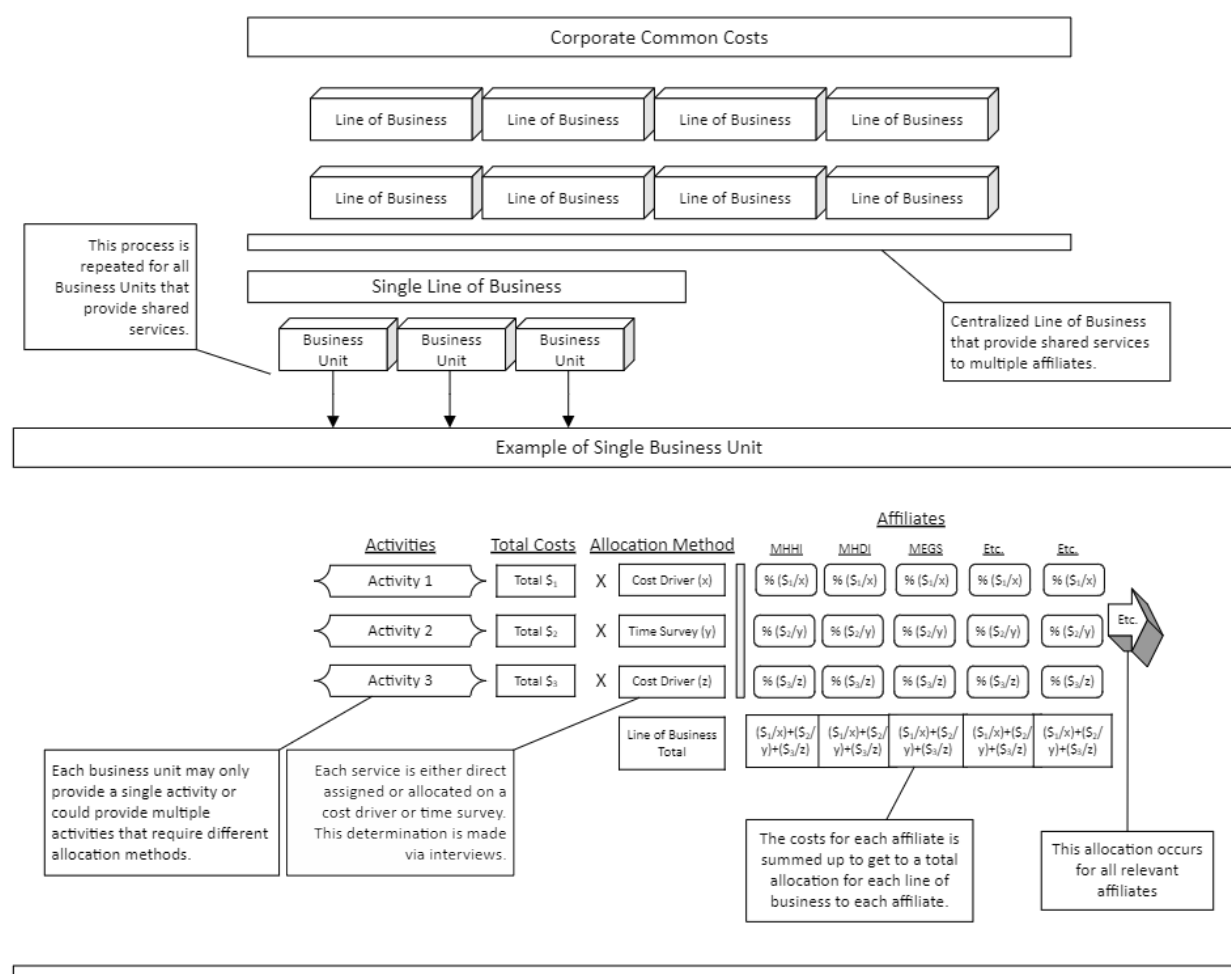 Corporate Common Costs
Line of Business
Line of Business
Line of Business
Line of Business
Line of Business
Line of Business
Line of Business
Line of Business
This process is
repeated for all
Business Units that
provide shared
services.
Single Line of Business
Business
Unit
Business
Unit
Business
Unit
Centralized Line of Business
that provide shared services
to multiple affiliates.
Example of Single Business Unit
Affiliates
Activities Total Costs Allocation Method MHHI MHDI MEGS Etc. Etc.
Activity 1 Total $₁ X Cost Driver (x) % ($₁/x) % ($₁/x) % ($₁/x) % ($₁/x) % ($₁/x)
Etc.
Activity 2 Total $₂ X Time Survey (y) % ($₂/y) % ($₂/y) % ($₂/y) % ($₂/y) % ($₂/y)
Activity 3 Total $₃ X Cost Driver (z) % ($₃/z) % ($₃/z) % ($₃/z) % ($₃/z) % ($₃/z)
Line of Business
Total
($₁/x)+($₂/
y)+($₃/z)
($₁/x)+($₂/
y)+($₃/z)
($₁/x)+($₂/
y)+($₃/z)
($₁/x)+($₂/
y)+($₃/z)
($₁/x)+($₂/
y)+($₃/z)
Each business unit may only
provide a single activity or
could provide multiple
activities that require different
allocation methods.
Each service is either direct
assigned or allocated on a
cost driver or time survey.
This determination is made
via interviews.
The costs for each affiliate is
summed up to get to a total
allocation for each line of
business to each affiliate.
This allocation occurs
for all relevant
affiliates